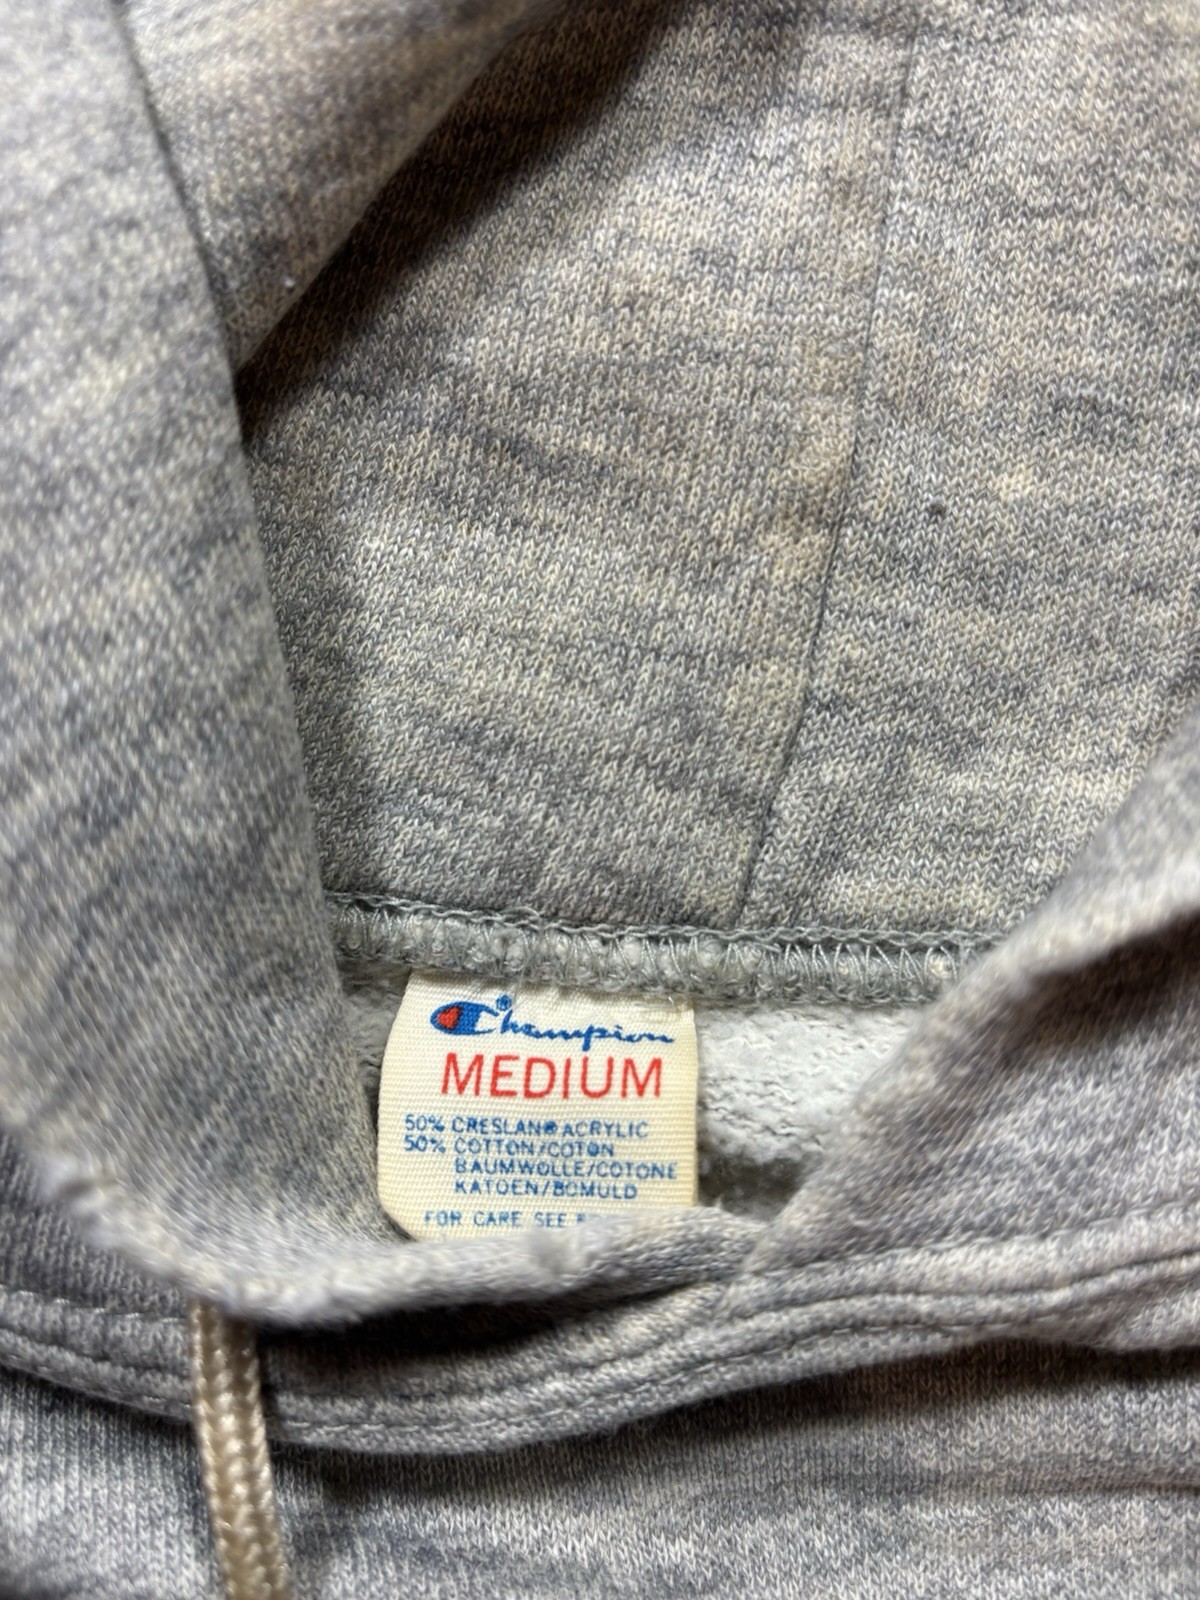 Champion®
MEDIUM
50% CRESLAN® ACRYLIC
50% COTTON/COTON
BAUMWOLLE/COTONE
KATOEN/BOMULD
FOR CARE SEE